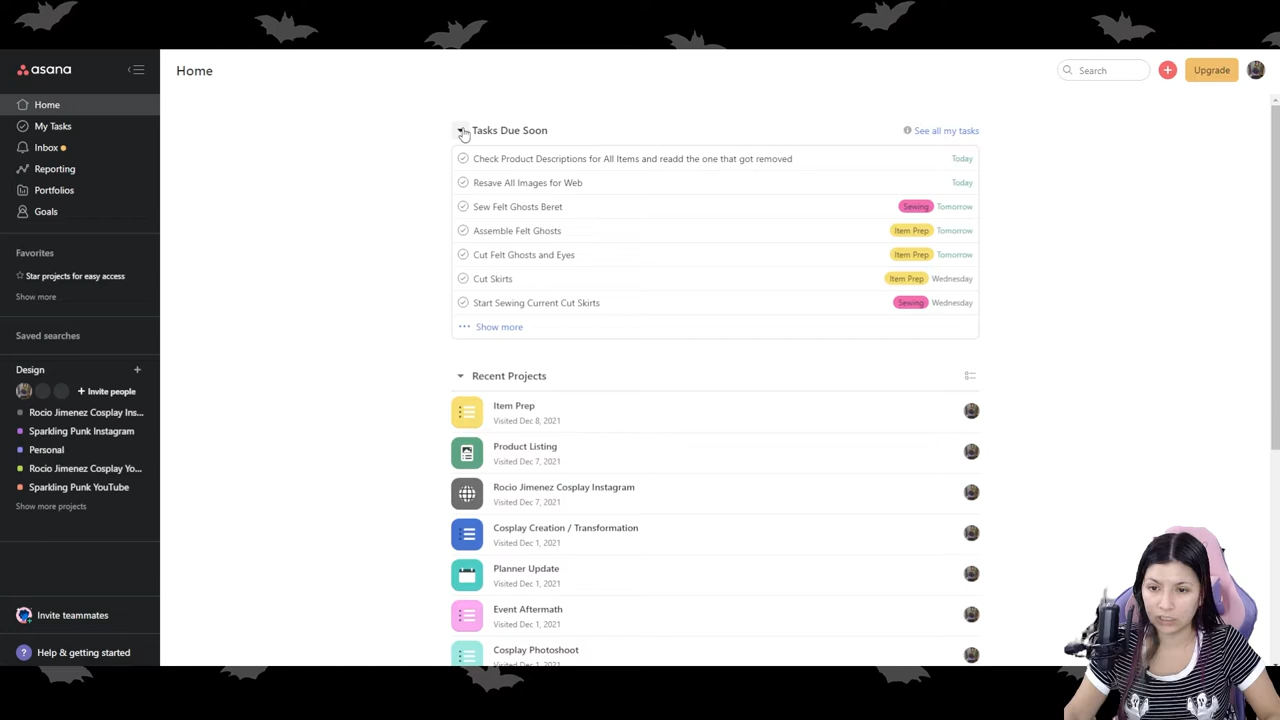 asana
Home
Search
+
Upgrade
Home
My Tasks
Inbox
Reporting
Portfolios
Goals
Favorites
Star projects for easy access
Show more
Saved searches
Design
+
+ Invite people
Rocio Jimenez Cosplay Ins...
Sparkling Punk Instagram
Personal
Rocio Jimenez Cosplay Yo...
Sparkling Punk YouTube
Show more projects
Invite teammates
? Help & getting started
Tasks Due Soon
See all my tasks
Check Product Descriptions for All Items and readd the one that got removed Today
Resave All Images for Web Today
Sew Felt Ghosts Beret Sewing Tomorrow
Assemble Felt Ghosts Item Prep Tomorrow
Cut Felt Ghosts and Eyes Item Prep Tomorrow
Cut Skirts Item Prep Wednesday
Start Sewing Current Cut Skirts Sewing Wednesday
Show more
Recent Projects
Item Prep
Visited Dec 8, 2021
Product Listing
Visited Dec 7, 2021
Rocio Jimenez Cosplay Instagram
Visited Dec 7, 2021
Cosplay Creation / Transformation
Visited Dec 1, 2021
Planner Update
Visited Dec 1, 2021
Event Aftermath
Visited Dec 1, 2021
Cosplay Photoshoot
Visited Dec 1, 2021